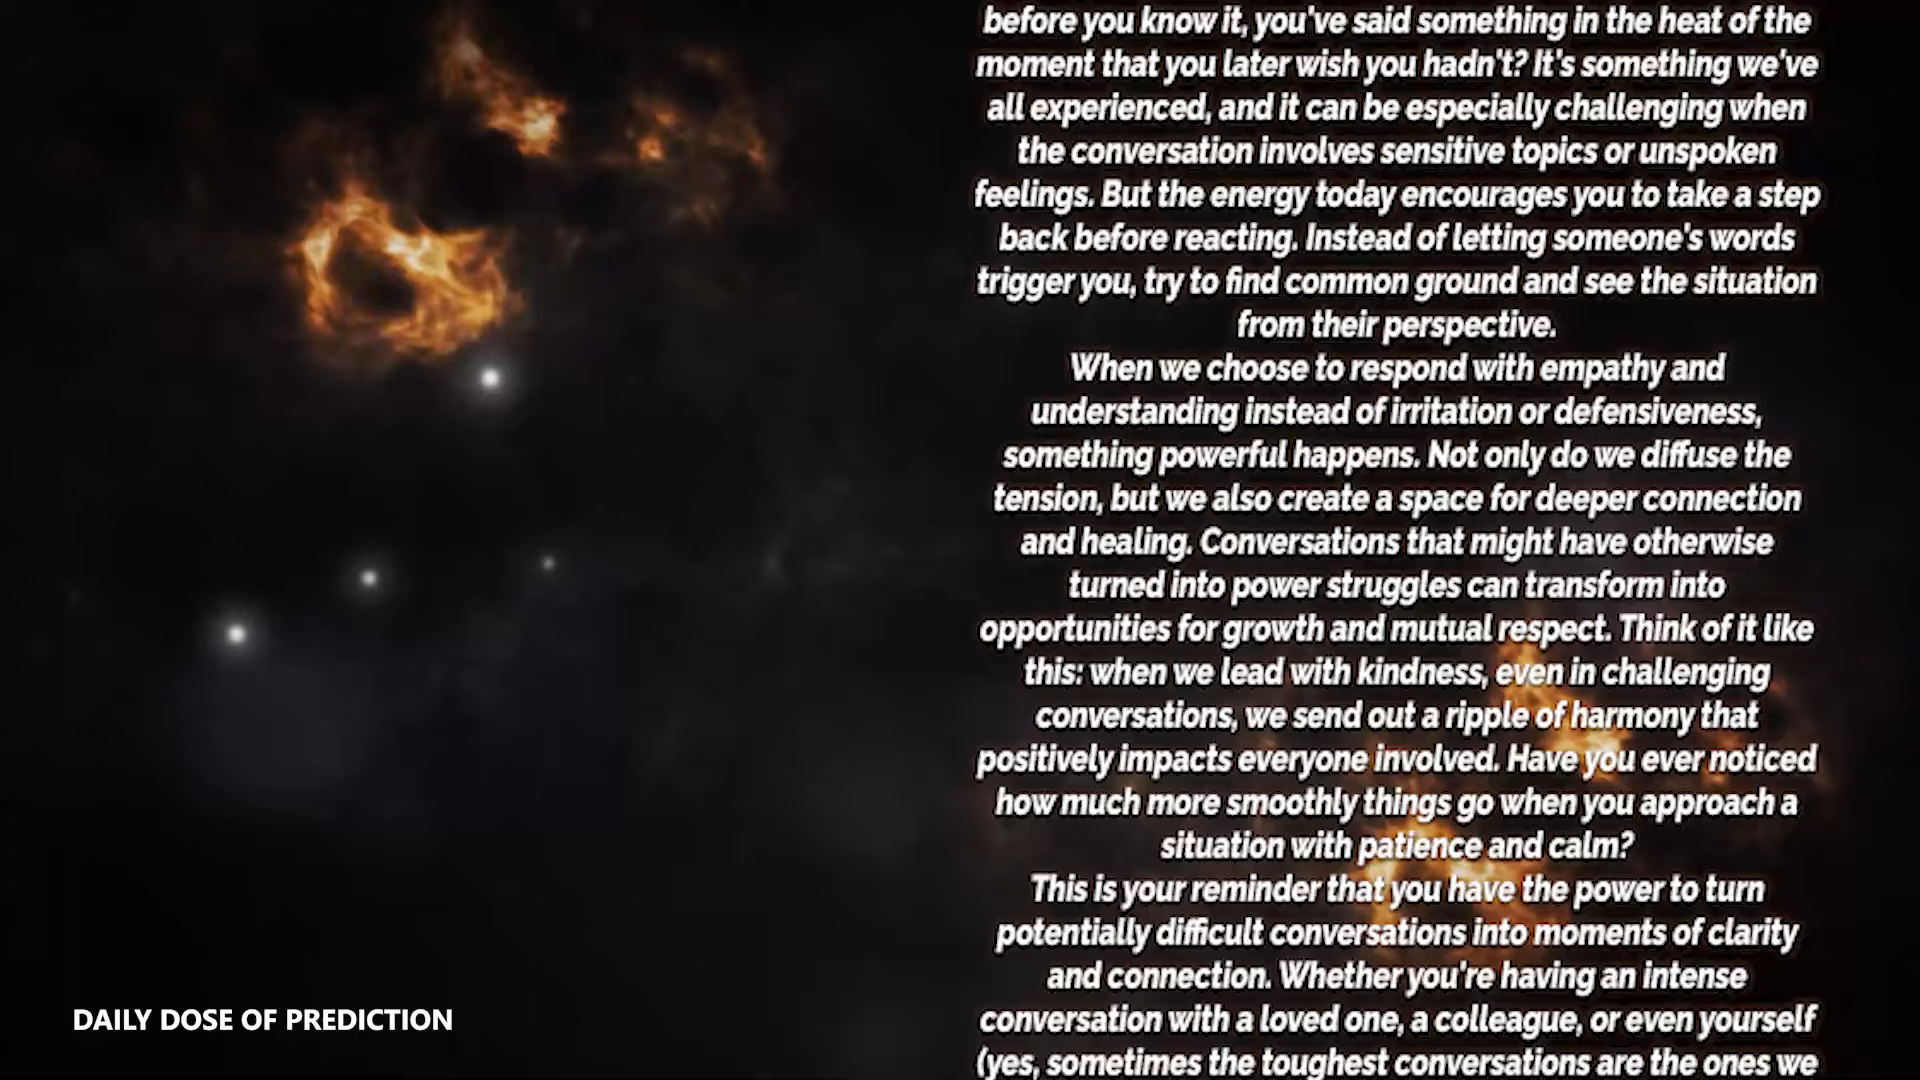 before you know it, you've said something in the heat of the
moment that you later wish you hadn't? It's something we've
all experienced, and it can be especially challenging when
the conversation involves sensitive topics or unspoken
feelings. But the energy today encourages you to take a step
back before reacting. Instead of letting someone's words
trigger you, try to find common ground and see the situation
from their perspective.
When we choose to respond with empathy and
understanding instead of irritation or defensiveness,
something powerful happens. Not only do we diffuse the
tension, but we also create a space for deeper connection
and healing. Conversations that might have otherwise
turned into power struggles can transform into
opportunities for growth and mutual respect. Think of it like
this: when we lead with kindness, even in challenging
conversations, we send out a ripple of harmony that
positively impacts everyone involved. Have you ever noticed
how much more smoothly things go when you approach a
situation with patience and calm?
This is your reminder that you have the power to turn
potentially difficult conversations into moments of clarity
and connection. Whether you're having an intense
conversation with a loved one, a colleague, or even yourself
(yes, sometimes the toughest conversations are the ones we
DAILY DOSE OF PREDICTION